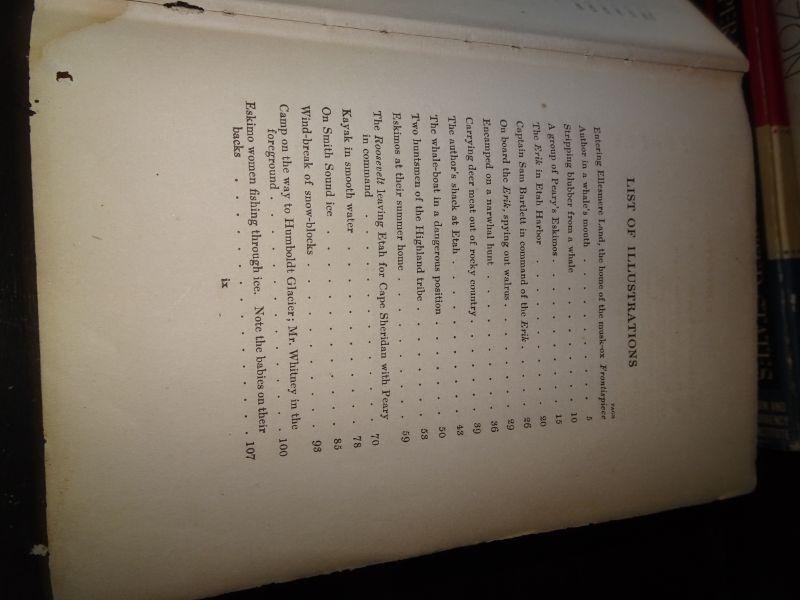 LIST OF ILLUSTRATIONS
PAGE
Entering Ellesmere Land, the home of the musk-ox Frontispiece
Author in a whale's mouth . . . . . . . 5
Stripping blubber from a whale . . . . . . 10
A group of Peary's Eskimos . . . . . . . 15
The Erik in Etah Harbor . . . . . . . 20
Captain Sam Bartlett in command of the Erik . . . . 26
On board the Erik, spying out walrus . . . . . 29
Encamped on a narwhal hunt . . . . . . 36
Carrying deer meat out of rocky country . . . . 39
The author's shack at Etah . . . . . . . 43
The whale-boat in a dangerous position . . . . 50
Two huntsmen of the Highland tribe . . . . . 53
Eskimos at their summer home . . . . . . 59
The Roosevelt leaving Etah for Cape Sheridan with Peary
in command . . . . . . . . . 70
Kayak in smooth water . . . . . . . 78
On Smith Sound ice . . . . . . . . 85
Wind-break of snow-blocks . . . . . . . 93
Camp on the way to Humboldt Glacier; Mr. Whitney in the
foreground . . . . . . . . . 100
Eskimo women fishing through ice. Note the babies on their
backs . . . . . . . . . . 107
ix